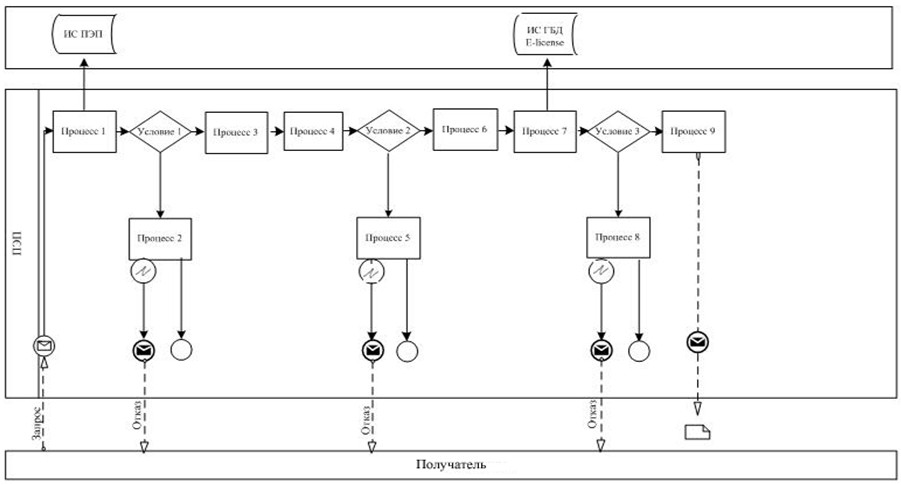 ИС ПЭП
ИС ГБД
E-license
ПЭП
Процесс 1
Условие 1
Процесс 3
Процесс 4
Условие 2
Процесс 6
Процесс 7
Условие 3
Процесс 9
Процесс 2
Процесс 5
Процесс 8
Запрос
Отказ
Отказ
Отказ
Получатель